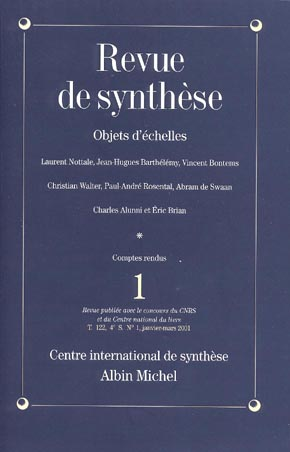 Revue
de synthèse
Objets d'échelles
Laurent Nottale, Jean-Hugues Barthélémy, Vincent Bontems
Christian Walter, Paul-André Rosental, Abram de Swaan
Charles Alunni et Éric Brian
*
Comptes rendus
1
Revue publiée avec le concours du CNRS
et du Centre national du livre
T. 122, 4e S. N° 1, janvier-mars 2001
Centre international de synthèse
Albin Michel